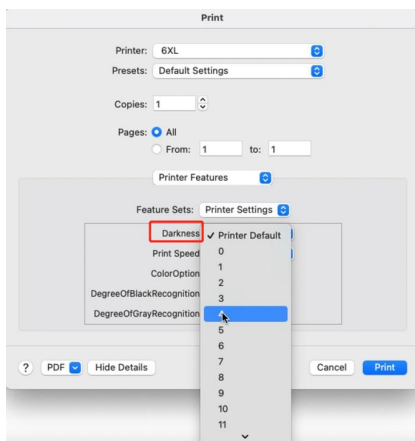 Print
Printer: 6XL
Presets: Default Settings
Copies: 1
Pages: All
From: 1 to: 1
Printer Features
Feature Sets: Printer Settings
Darkness ✓ Printer Default
Print Speed
ColorOption
DegreeOfBlackRecognition
DegreeOfGrayRecognition
0
1
2
3
4
5
6
7
8
9
10
11
? PDF Hide Details Cancel Print